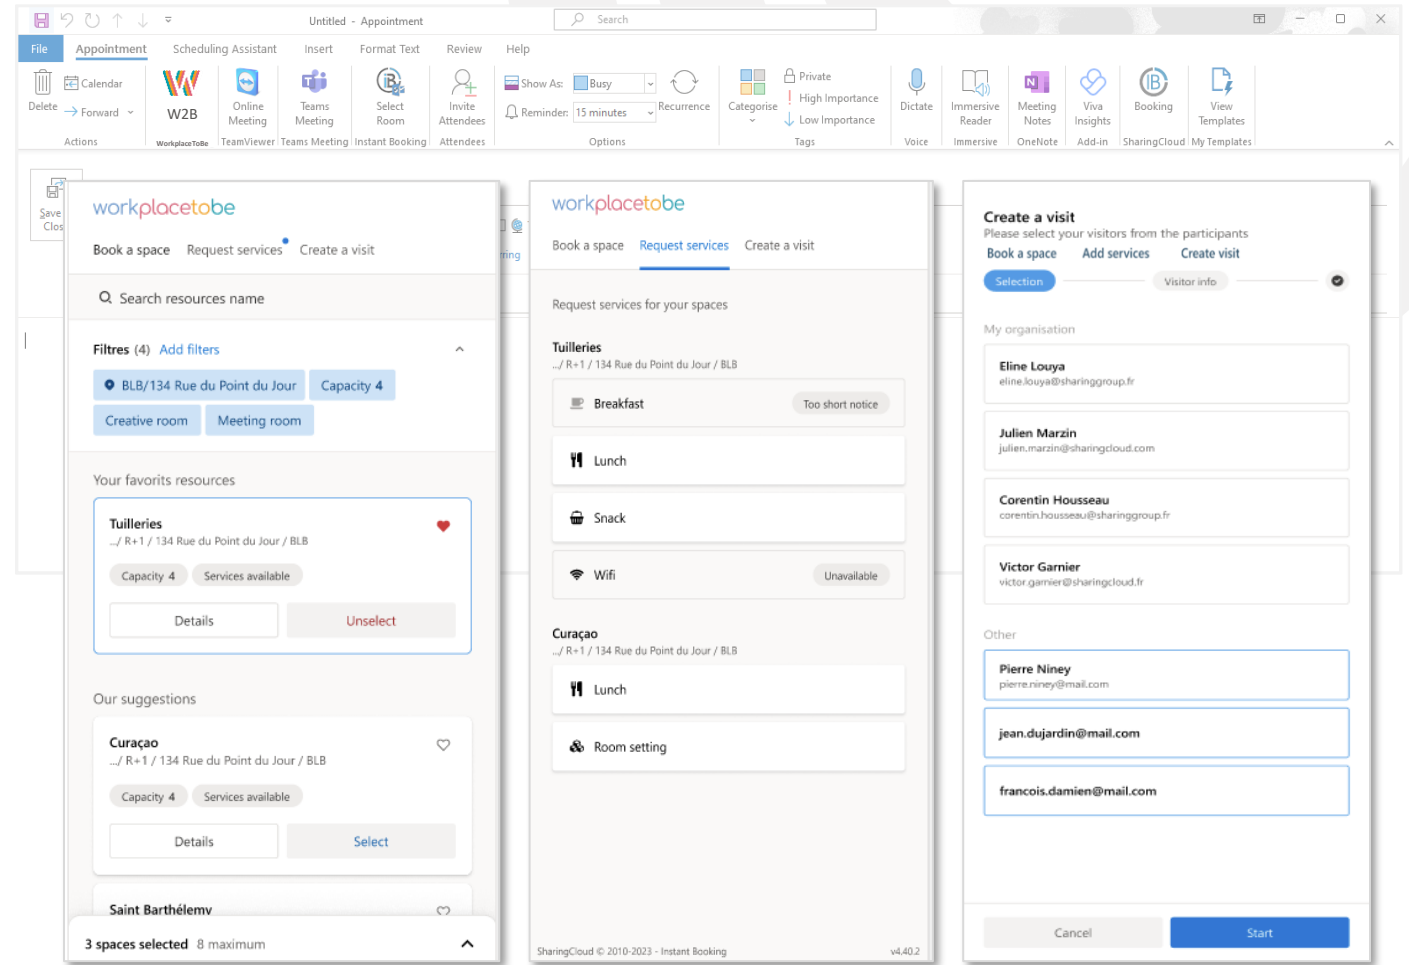 Untitled - Appointment
Search
File Appointment Scheduling Assistant Insert Format Text Review Help
Delete
Calendar
Forward
Actions
W2B
WorkplaceToBe
Online Meeting
TeamViewer
Teams Meeting
Teams Meeting
Select Room
Instant Booking
Invite Attendees
Attendees
Show As: Busy
Reminder: 15 minutes
Recurrence
Options
Categorise
Private
High Importance
Low Importance
Tags
Dictate
Voice
Immersive Reader
Immersive
Meeting Notes
OneNote
Viva Insights
Add-in
Booking
SharingCloud
View Templates
My Templates
Save
Clos
workplacetobe
Book a space Request services Create a visit
Search resources name
Filtres (4) Add filters
BLB/134 Rue du Point du Jour Capacity 4
Creative room Meeting room
Your favorits resources
Tuilleries
.../ R+1 / 134 Rue du Point du Jour / BLB
Capacity 4 Services available
Details Unselect
Our suggestions
Curaçao
.../ R+1 / 134 Rue du Point du Jour / BLB
Capacity 4 Services available
Details Select
Saint Barthélemy
3 spaces selected 8 maximum
ring
workplacetobe
Book a space Request services Create a visit
Request services for your spaces
Tuilleries
.../ R+1 / 134 Rue du Point du Jour / BLB
Breakfast Too short notice
Lunch
Snack
Wifi Unavailable
Curaçao
.../ R+1 / 134 Rue du Point du Jour / BLB
Lunch
Room setting
SharingCloud © 2010-2023 - Instant Booking v4.40.2
Create a visit
Please select your visitors from the participants
Book a space Add services Create visit
Selection Visitor info
My organisation
Eline Louya
eline.louya@sharinggroup.fr
Julien Marzin
julien.marzin@sharingcloud.com
Corentin Housseau
corentin.housseau@sharinggroup.fr
Victor Garnier
victor.garnier@sharingcloud.fr
Other
Pierre Niney
pierre.niney@mail.com
jean.dujardin@mail.com
francois.damien@mail.com
Cancel Start